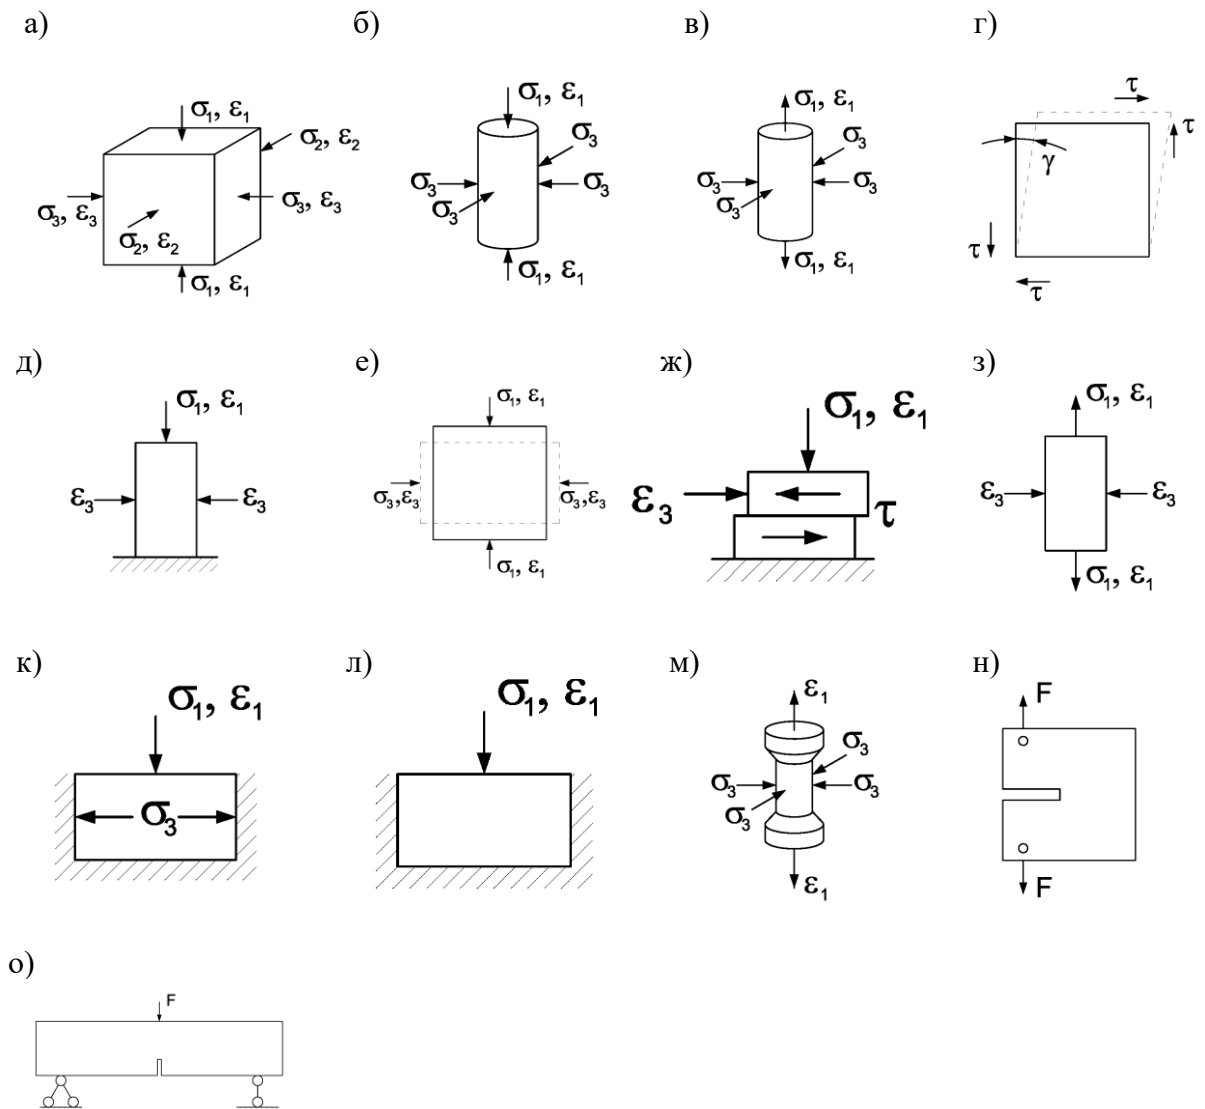 а) б) в) г)
σ₁, ε₁ σ₁, ε₁ σ₁, ε₁ τ
σ₂, ε₂ σ₃ σ₃ τ
σ₃, ε₃ σ₃, ε₃ σ₃ σ₃ σ₃ σ₃ γ
σ₂, ε₂ σ₃ σ₃ τ
σ₁, ε₁ σ₁, ε₁ σ₁, ε₁ τ
д) е) ж) з)
σ₁, ε₁ σ₁, ε₁ σ₁, ε₁ σ₁, ε₁
ε₃ ε₃ σ₃,ε₃ σ₃,ε₃ ε₃ τ ε₃ ε₃
σ₁, ε₁ σ₁, ε₁
к) л) м) н)
σ₁, ε₁ σ₁, ε₁ ε₁ F
σ₃
σ₃ σ₃ σ₃
σ₃
ε₁ F
о)
F